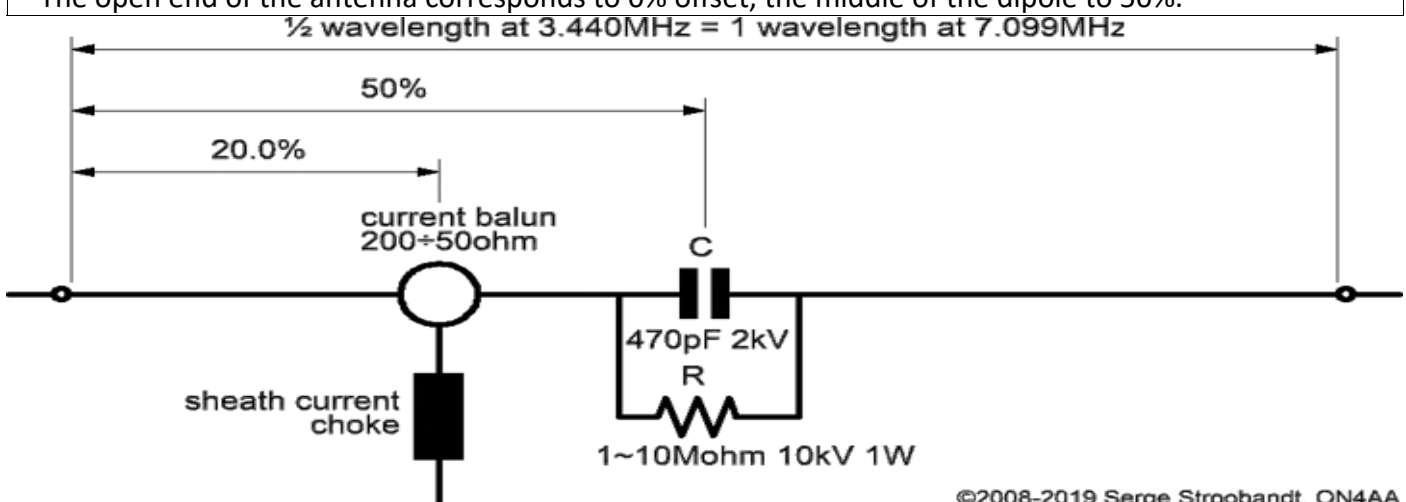 The open end of the antenna corresponds to 0% offset; the middle of the dipole to 50%.
½ wavelength at 3.440MHz = 1 wavelength at 7.099MHz
50%
20.0%
current balun
200÷50ohm
C
470pF 2kV
R
sheath current
choke
1~10Mohm 10kV 1W
©2008-2019 Serge Stroobandt, ON4AA